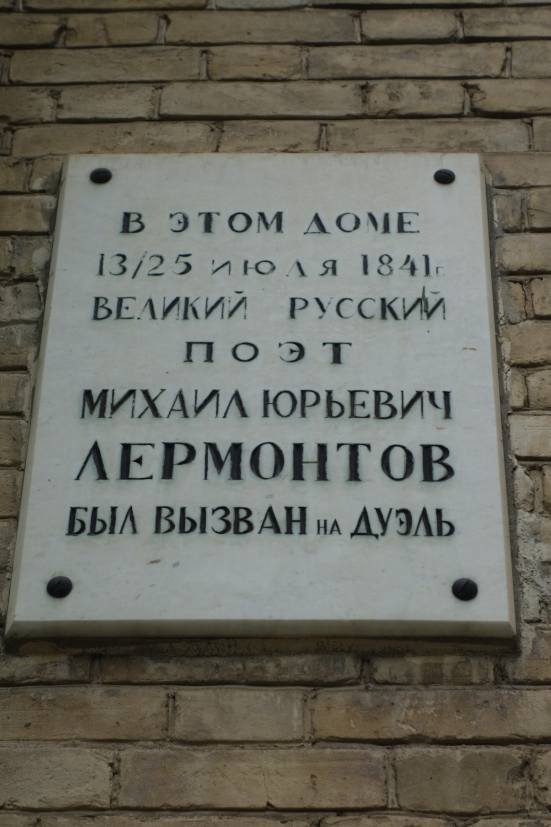 В ЭТОМ ДОМЕ
13/25 ИЮЛЯ 1841г.
ВЕЛИКИЙ РУССКИЙ
ПОЭТ
МИХАИЛ ЮРЬЕВИЧ
ЛЕРМОНТОВ
БЫЛ ВЫЗВАН НА ДУЭЛЬ